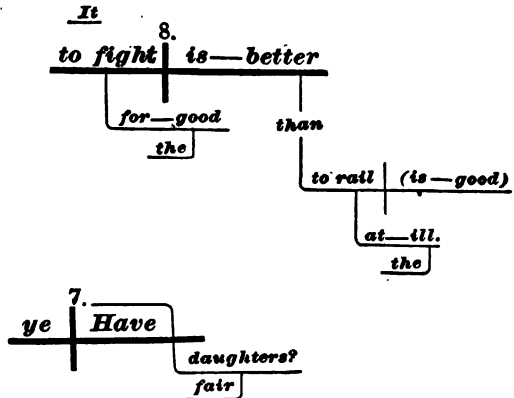 It
8.
to fight is — better
for — good
the
than
to rail (is — good)
at — ill.
the
7.
ye Have
daughters?
fair